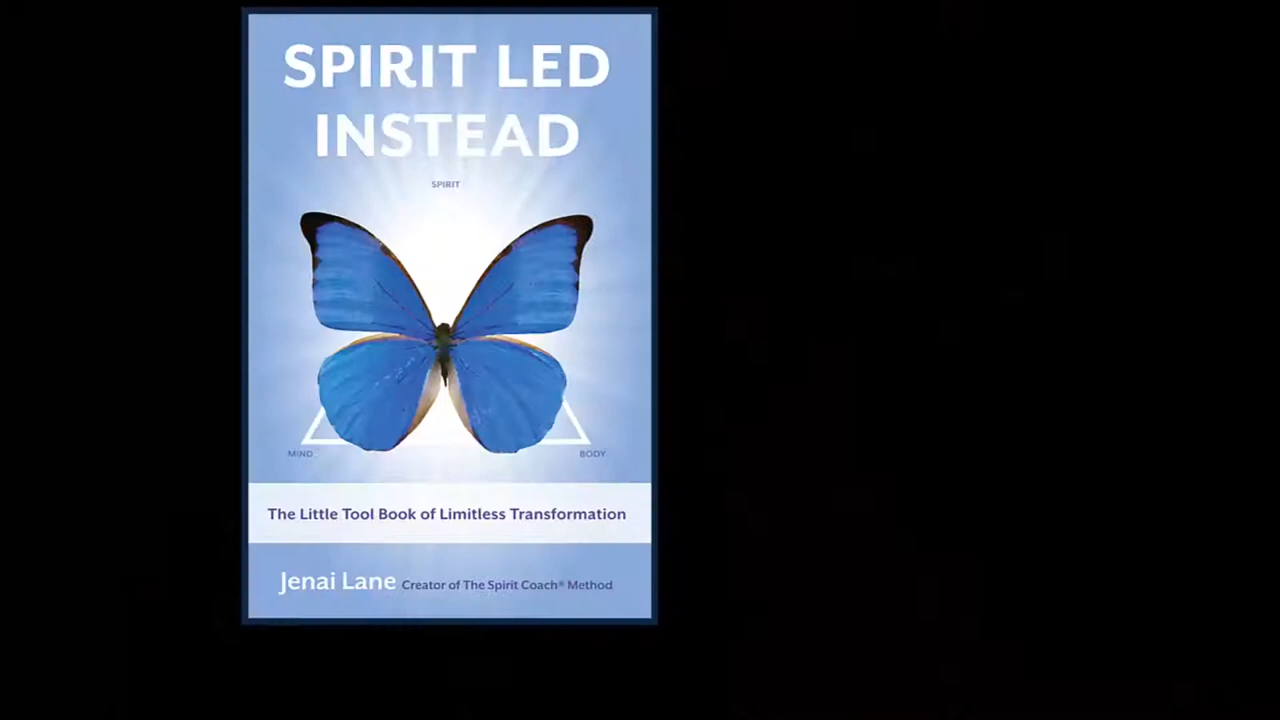 SPIRIT LED
INSTEAD
SPIRIT
MIND
BODY
The Little Tool Book of Limitless Transformation
Jenai Lane Creator of The Spirit Coach® Method